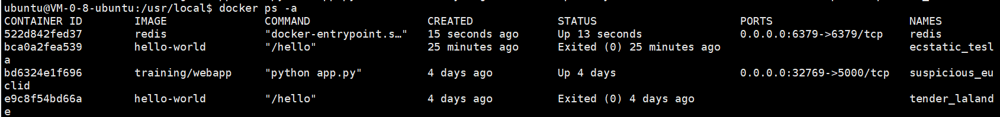 ubuntu@VM-0-8-ubuntu:/usr/local$ docker ps -a
CONTAINER ID        IMAGE               COMMAND                  CREATED             STATUS                      PORTS                     NAMES
522d842fed37        redis               "docker-entrypoint.s…"   15 seconds ago      Up 13 seconds               0.0.0.0:6379->6379/tcp    redis
bca0a2fea539        hello-world         "/hello"                 25 minutes ago      Exited (0) 25 minutes ago                             ecstatic_tesl
a
bd6324e1f696        training/webapp     "python app.py"          4 days ago          Up 4 days                   0.0.0.0:32769->5000/tcp   suspicious_eu
clid
e9c8f54bd66a        hello-world         "/hello"                 4 days ago          Exited (0) 4 days ago                                 tender_laland
e